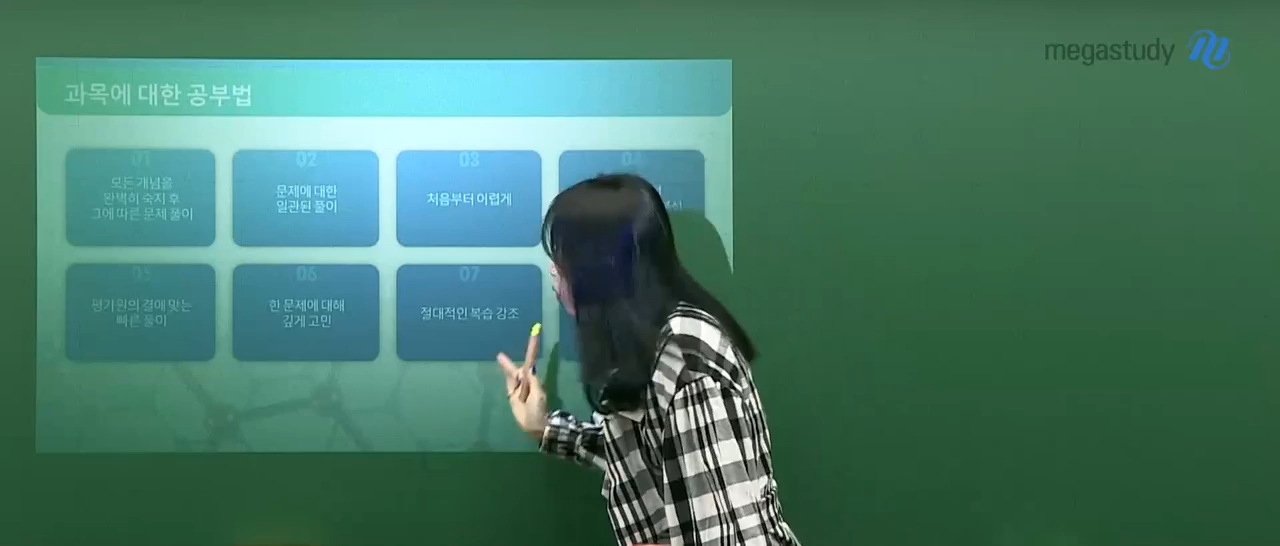 megastudy
과목에 대한 공부법
01
모든 개념을
완벽히 숙지 후
그에 따른 문제 풀이
02
문제에 대한
일관된 풀이
03
처음부터 어렵게
04
05
평가원의 결에 맞는
빠른 풀이
06
한 문제에 대해
깊게 고민
07
절대적인 복습 강조